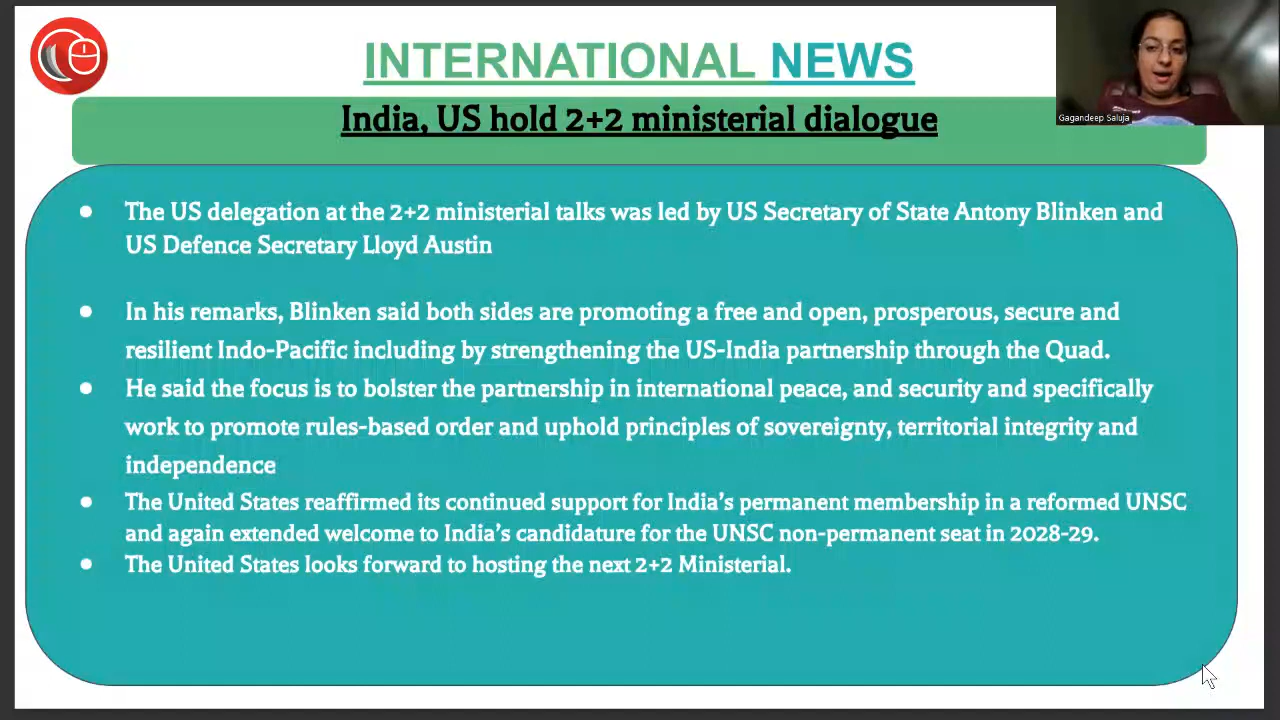 INTERNATIONAL NEWS
India, US hold 2+2 ministerial dialogue
Gagandeep Saluja
● The US delegation at the 2+2 ministerial talks was led by US Secretary of State Antony Blinken and
US Defence Secretary Lloyd Austin
● In his remarks, Blinken said both sides are promoting a free and open, prosperous, secure and
resilient Indo-Pacific including by strengthening the US-India partnership through the Quad.
● He said the focus is to bolster the partnership in international peace, and security and specifically
work to promote rules-based order and uphold principles of sovereignty, territorial integrity and
independence
● The United States reaffirmed its continued support for India’s permanent membership in a reformed UNSC
and again extended welcome to India’s candidature for the UNSC non-permanent seat in 2028-29.
● The United States looks forward to hosting the next 2+2 Ministerial.